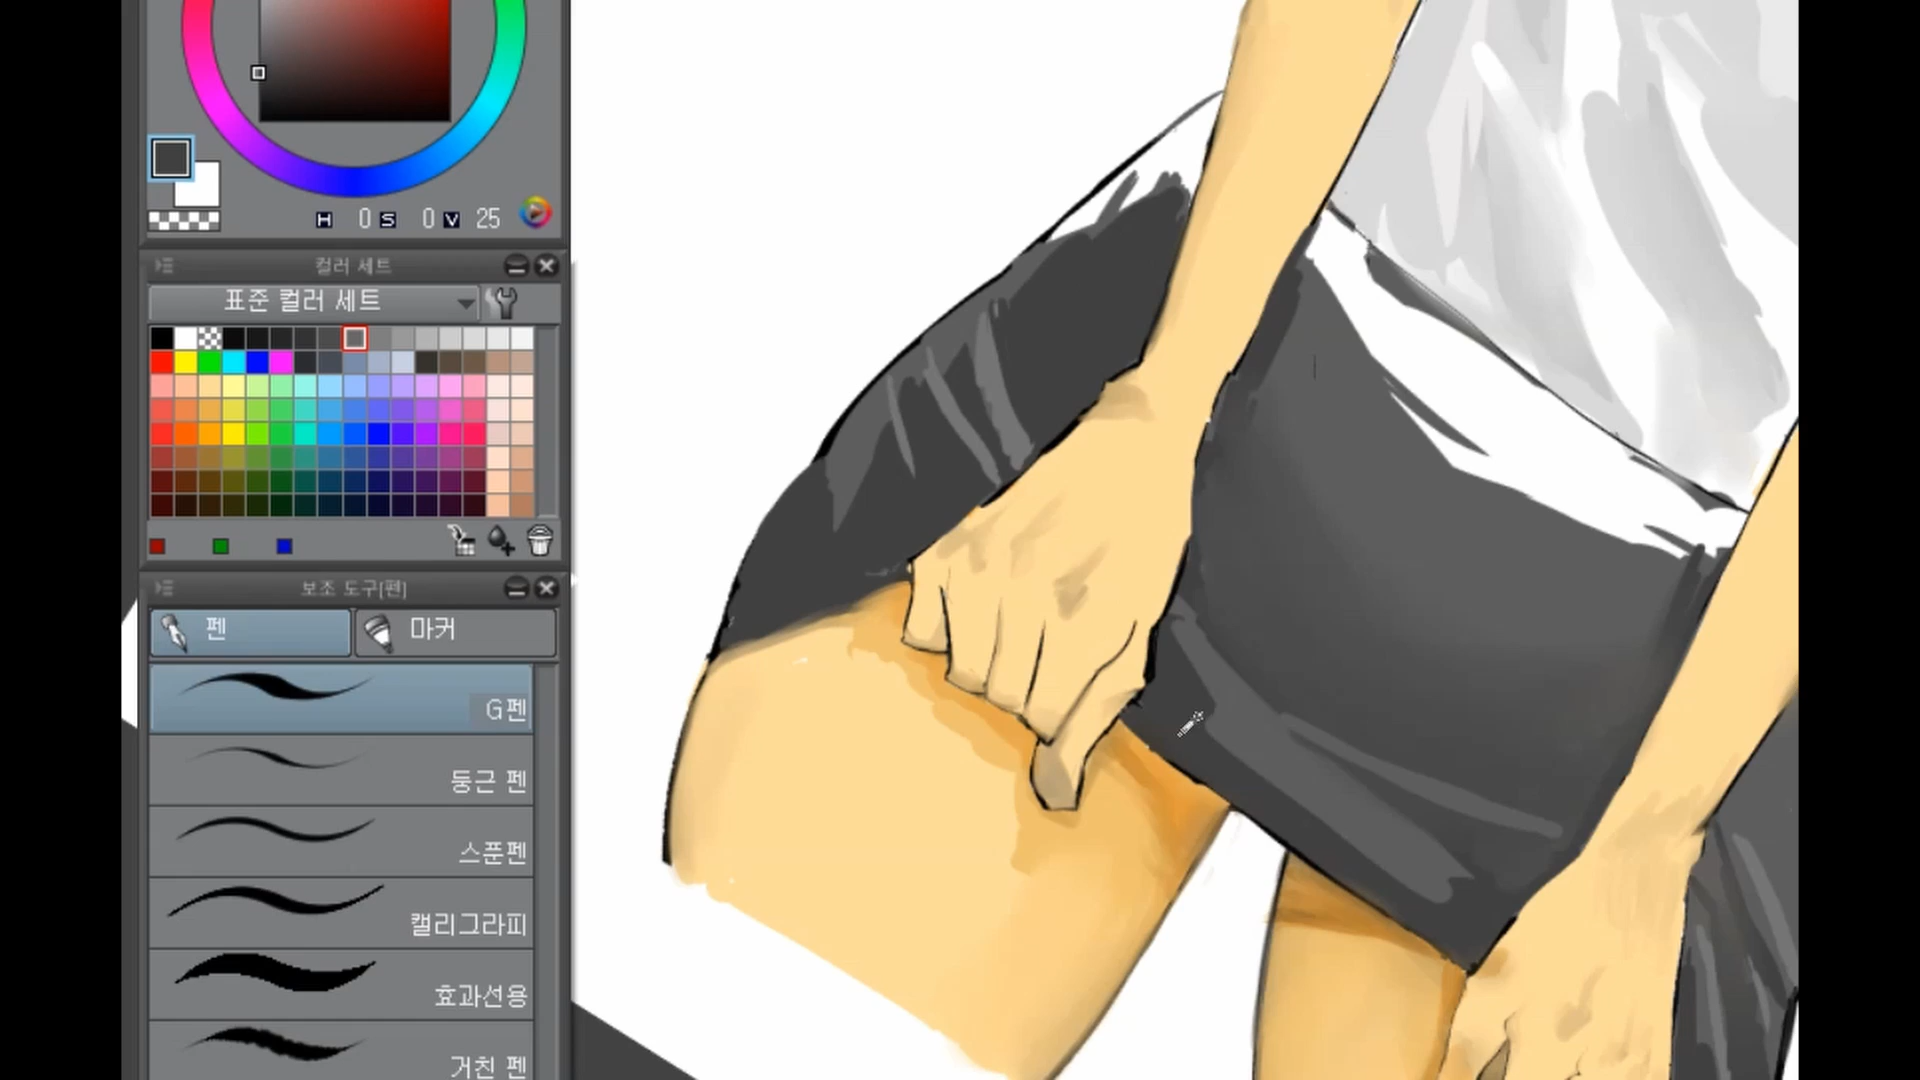 H 0 S 0 V 25
컬러 세트
표준 컬러 세트
보조 도구[펜]
펜 마커
G펜
둥근 펜
스푼펜
캘리그라피
효과선용
거친 펜